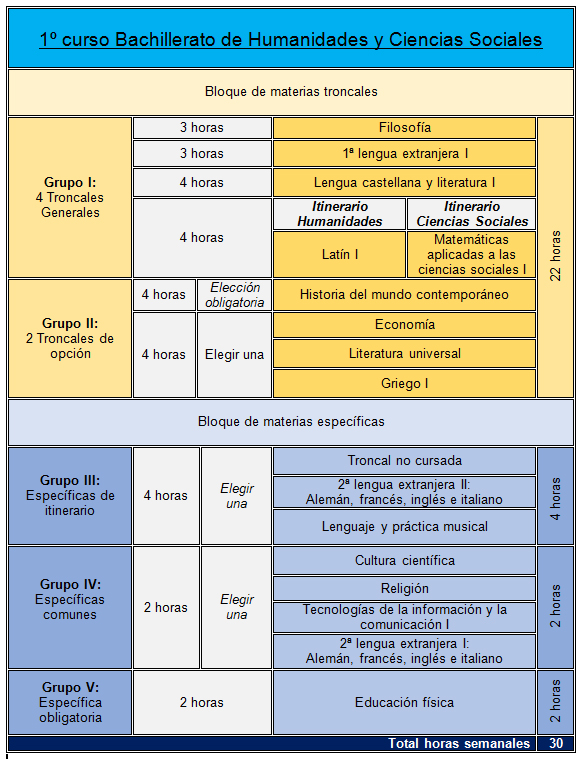 1º curso Bachillerato de Humanidades y Ciencias Sociales
Bloque de materias troncales
Grupo I:
4 Troncales
Generales
3 horas
Filosofía
3 horas
1ª lengua extranjera I
4 horas
Lengua castellana y literatura I
4 horas
Itinerario
Humanidades
Itinerario
Ciencias Sociales
Latín I
Matemáticas
aplicadas a las
ciencias sociales I
22 horas
Grupo II:
2 Troncales de
opción
4 horas
Elección
obligatoria
Historia del mundo contemporáneo
4 horas
Elegir una
Economía
Literatura universal
Griego I
Bloque de materias específicas
Grupo III:
Específicas de
itinerario
4 horas
Elegir
una
Troncal no cursada
2ª lengua extranjera II:
Alemán, francés, inglés e italiano
Lenguaje y práctica musical
4 horas
Grupo IV:
Específicas
comunes
2 horas
Elegir
una
Cultura científica
Religión
Tecnologías de la información y la
comunicación I
2ª lengua extranjera I:
Alemán, francés, inglés e italiano
2 horas
Grupo V:
Específica
obligatoria
2 horas
Educación física
2 horas
Total horas semanales
30